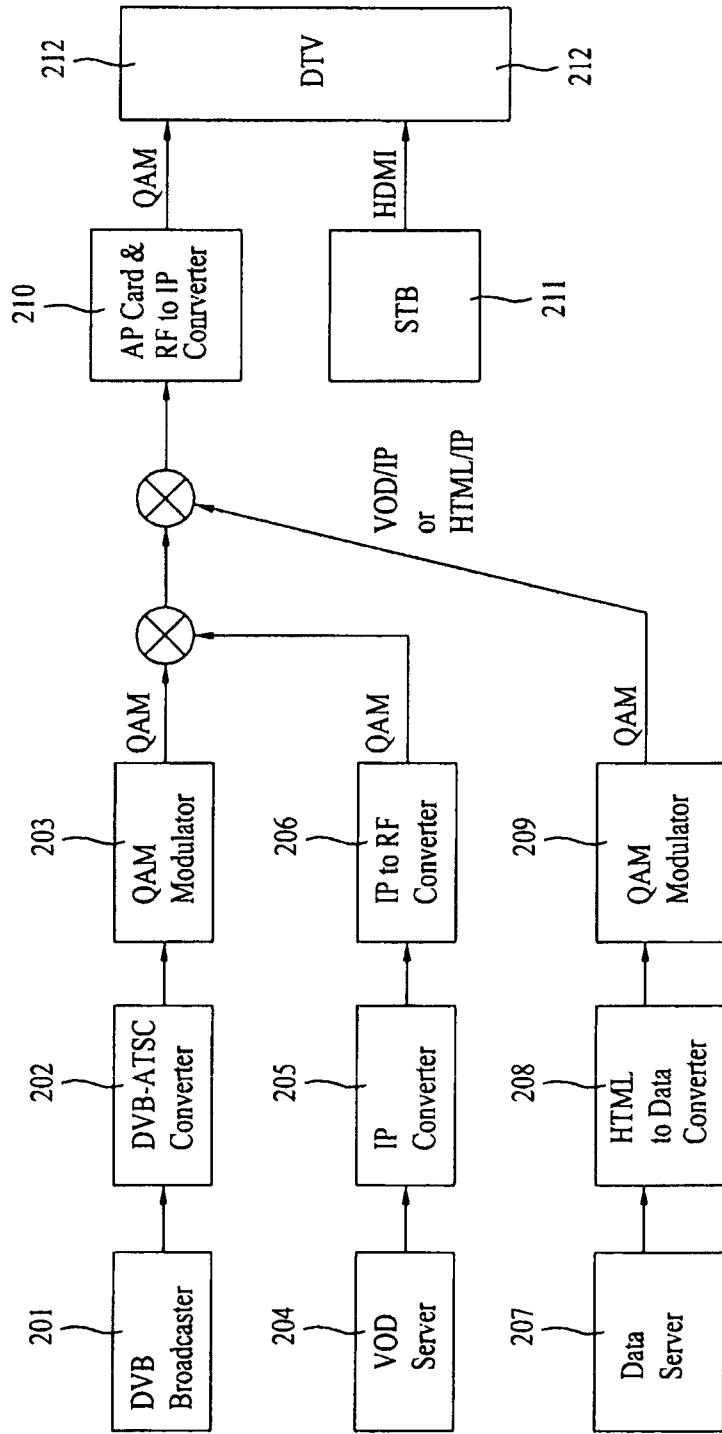 201
DVB
Broadcaster
202
DVB-ATSC
Converter
203
QAM
Modulator
QAM
210
AP Card &
RF to IP
Conrverter
QAM
212
DTV
212
204
VOD
Server
205
IP
Converter
206
IP to RF
Converter
QAM
VOD/IP
or
HTML/IP
STB
211
HDMI
207
Data
Server
208
HTML
to Data
Converter
209
QAM
Modulator
QAM